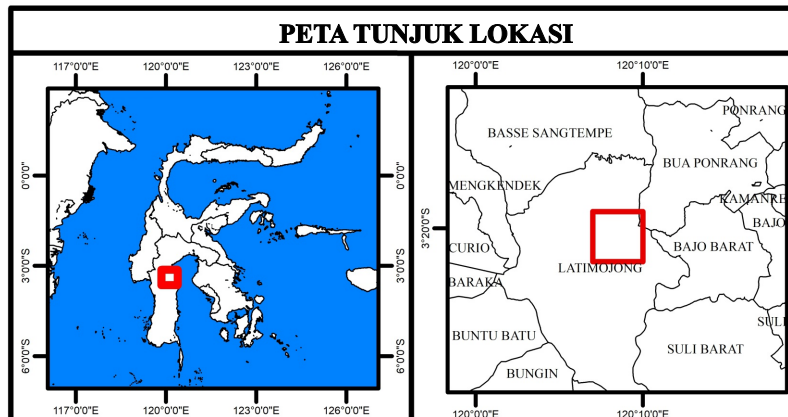 PETA TUNJUK LOKASI
117°0'0"E 120°0'0"E 123°0'0"E 126°0'0"E
0°0'0" 0°0'0"
3°0'0"S 3°0'0"S
6°0'0"S 6°0'0"S
117°0'0"E 120°0'0"E 123°0'0"E 126°0'0"E
120°0'0"E 120°10'0"E
PONRANG
BASSE SANGTEMPE
BUA PONRANG
MENGKENDEK
KAMANRE
BAJO
3°20'0"S
CURIO
BAJO BARAT
LATIMOJONG
BARAKA
SULI
BUNTU BATU
SULI BARAT
BUNGIN
120°0'0"E 120°10'0"E